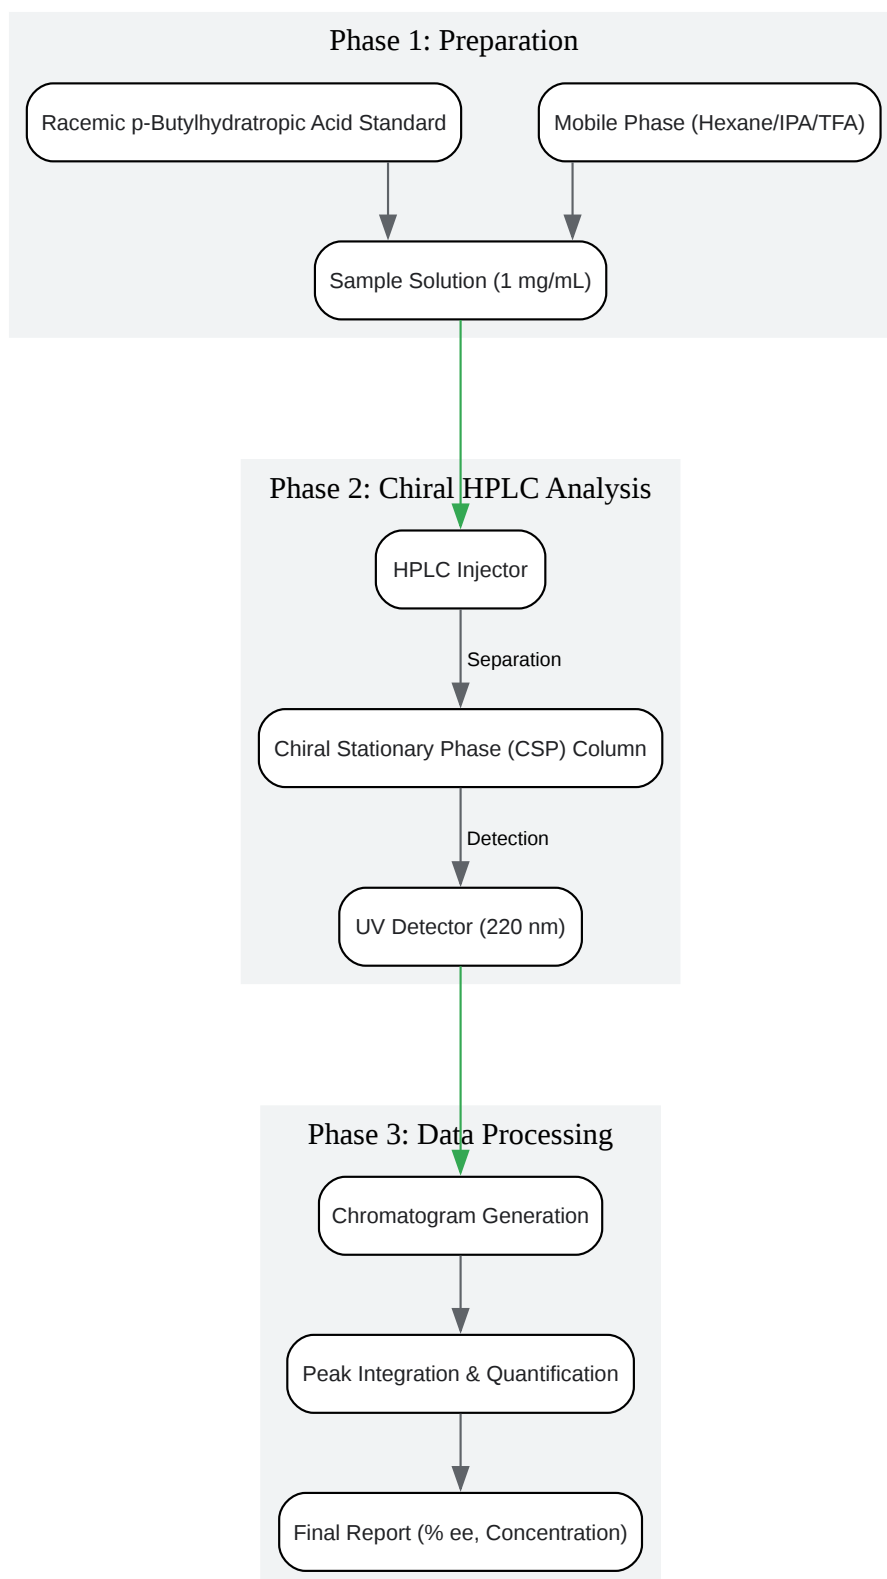 Phase 1: Preparation
Racemic p-Butylhydratropic Acid Standard
Mobile Phase (Hexane/IPA/TFA)
Sample Solution (1 mg/mL)
Phase 2: Chiral HPLC Analysis
HPLC Injector
Separation
Chiral Stationary Phase (CSP) Column
Detection
UV Detector (220 nm)
Phase 3: Data Processing
Chromatogram Generation
Peak Integration & Quantification
Final Report (% ee, Concentration)